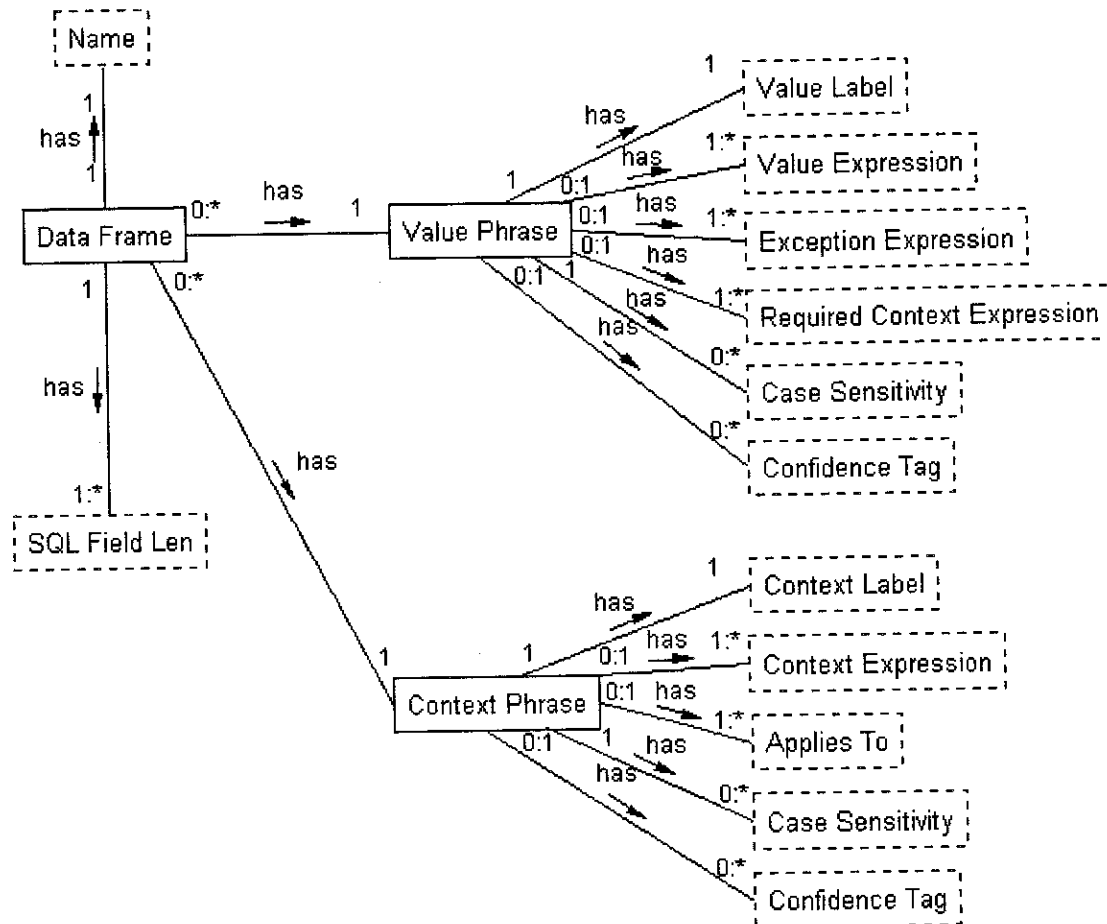 Name
1
has
1
Data Frame
0:*
has
1
Value Phrase
1
has
1:*
SQL Field Len
0:*
has
1
Context Phrase
1
has
1
Value Label
0:1
has
1:*
Value Expression
0:1
has
1:*
Exception Expression
0:1
has
1:*
Required Context Expression
1
has
0:*
Case Sensitivity
0:1
has
0:*
Confidence Tag
1
has
1
Context Label
0:1
has
1:*
Context Expression
0:1
has
1:*
Applies To
1
has
0:*
Case Sensitivity
0:1
has
0:*
Confidence Tag